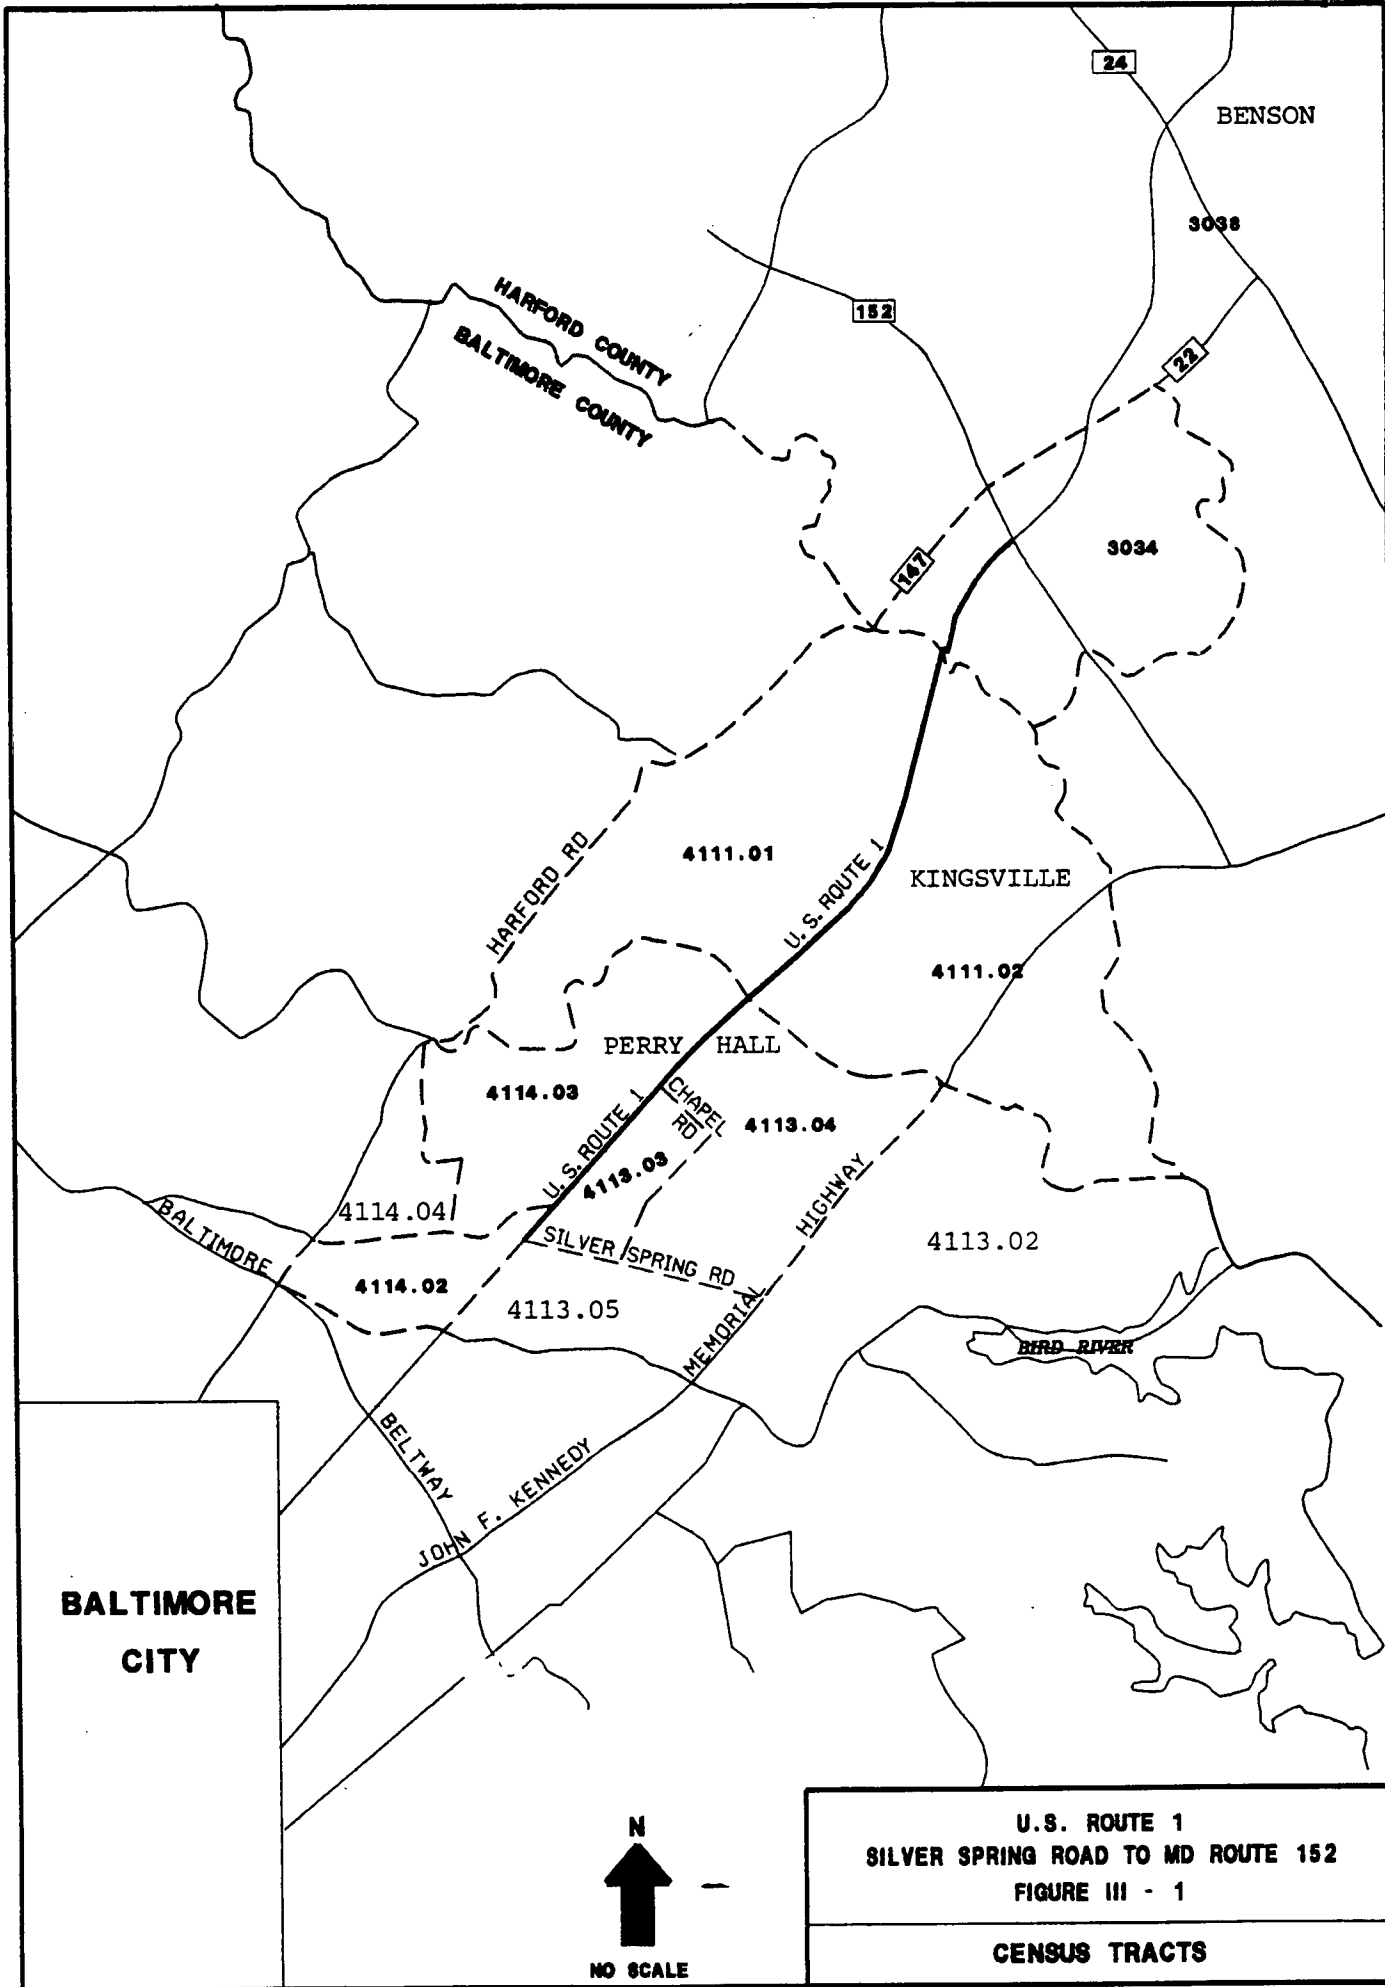 24
BENSON
3038
HARFORD COUNTY
BALTIMORE COUNTY
152
22
147
3034
HARFORD RD
4111.01
U.S. ROUTE 1
KINGSVILLE
4111.02
PERRY HALL
4114.03
U.S. ROUTE 1
CHAPEL
RD
4113.04
4113.03
HIGHWAY
4114.04
BALTIMORE
SILVER SPRING RD
4113.02
4114.02
4113.05
MEMORIAL
BIRD RIVER
BELTWAY
JOHN F. KENNEDY
BALTIMORE
CITY
N
NO SCALE
U.S. ROUTE 1
SILVER SPRING ROAD TO MD ROUTE 152
FIGURE III - 1
CENSUS TRACTS